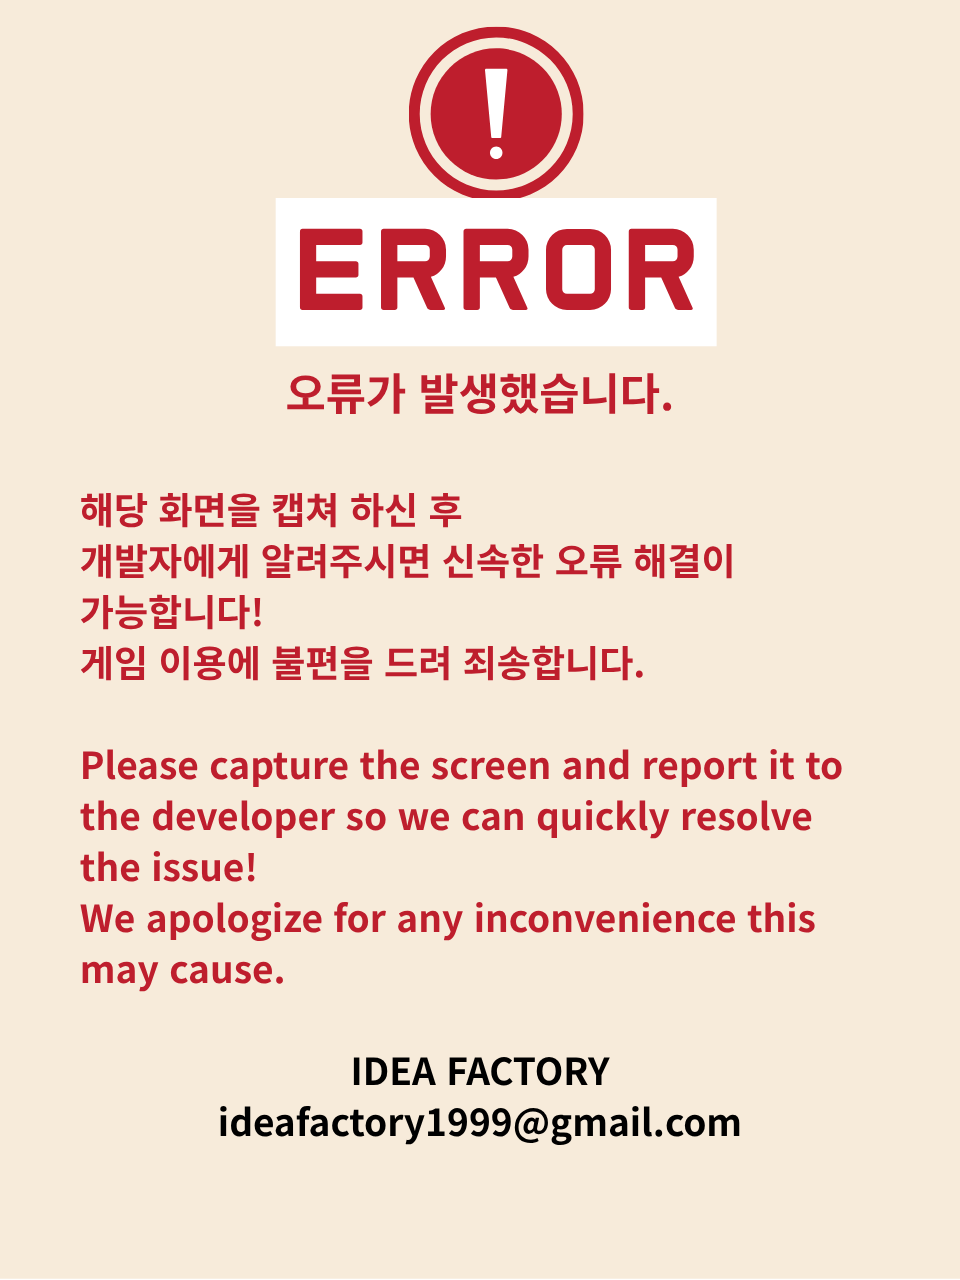 !
ERROR
오류가 발생했습니다.
해당 화면을 캡쳐 하신 후
개발자에게 알려주시면 신속한 오류 해결이
가능합니다!
게임 이용에 불편을 드려 죄송합니다.
Please capture the screen and report it to
the developer so we can quickly resolve
the issue!
We apologize for any inconvenience this
may cause.
IDEA FACTORY
ideafactory1999@gmail.com